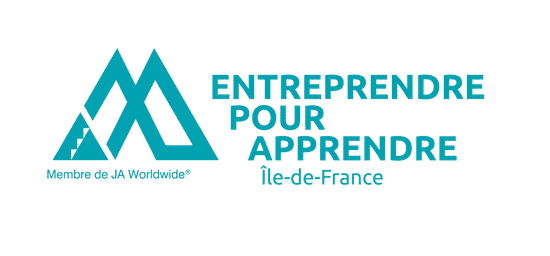 ENTREPRENDRE
POUR
APPRENDRE
Île-de-France
Membre de JA Worldwide®